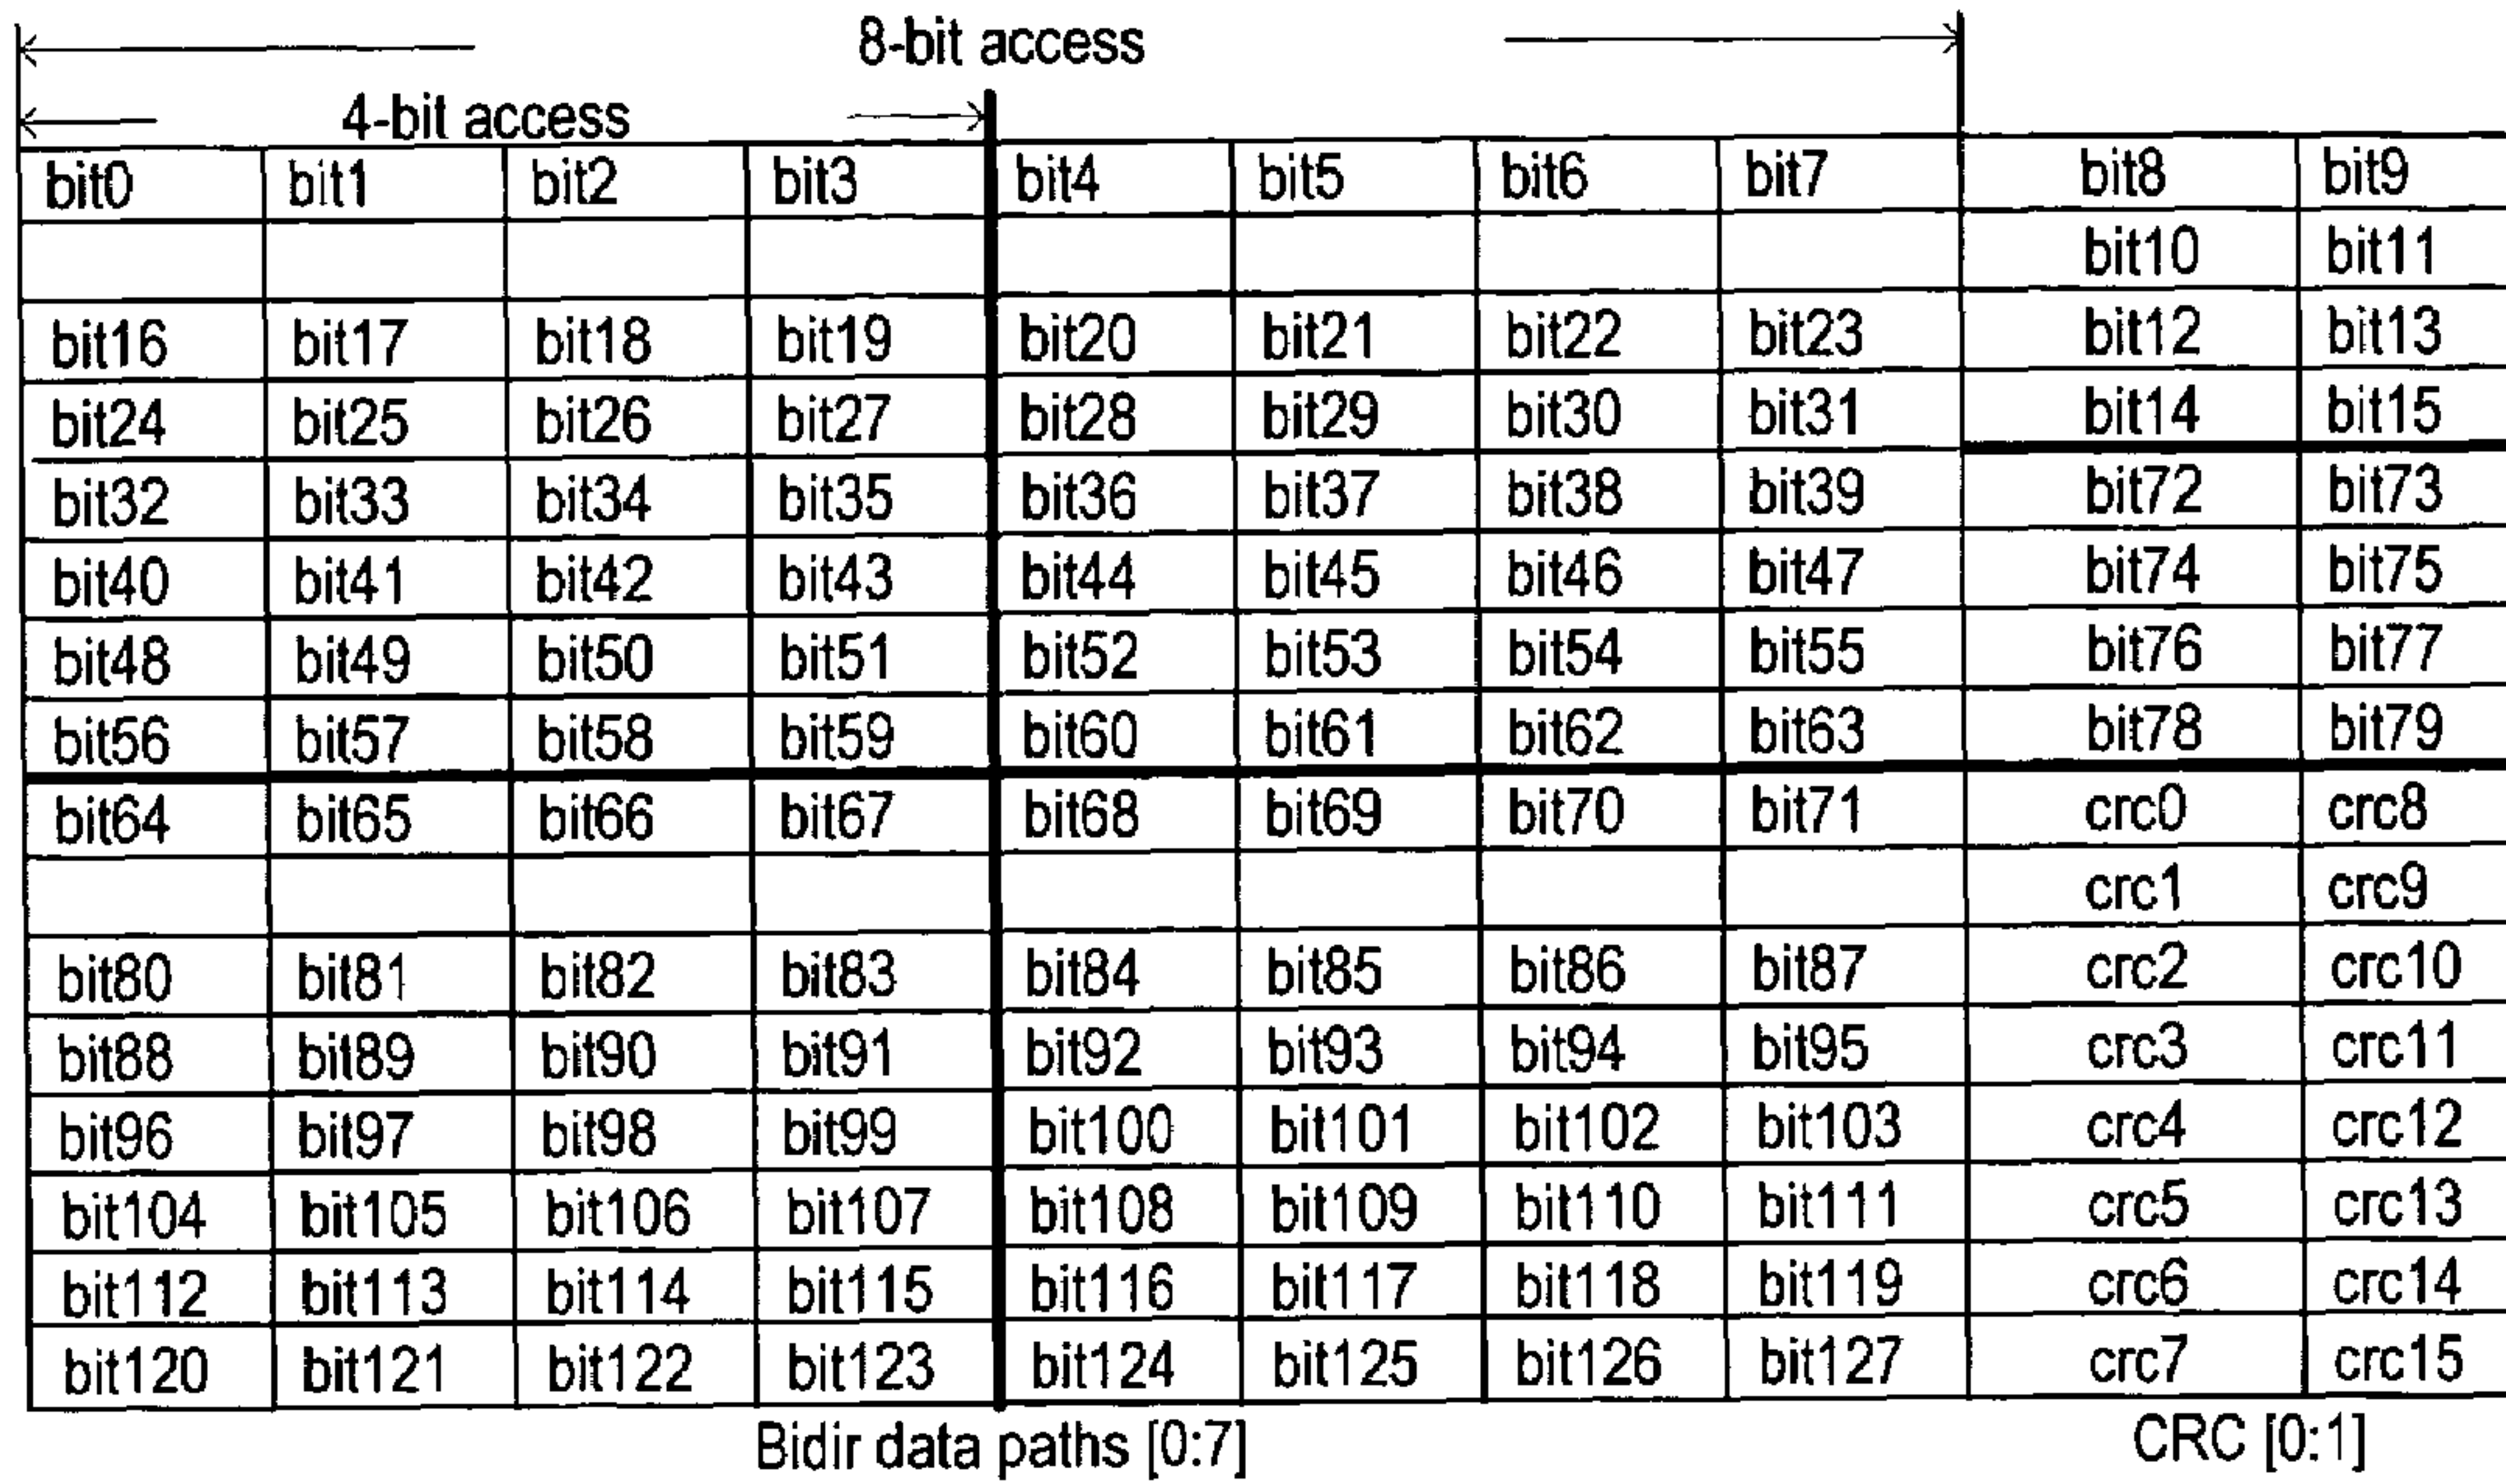 8-bit access
4-bit access
bit0 bit1 bit2 bit3 bit4 bit5 bit6 bit7 bit8 bit9
bit10 bit11
bit16 bit17 bit18 bit19 bit20 bit21 bit22 bit23 bit12 bit13
bit24 bit25 bit26 bit27 bit28 bit29 bit30 bit31 bit14 bit15
bit32 bit33 bit34 bit35 bit36 bit37 bit38 bit39 bit72 bit73
bit40 bit41 bit42 bit43 bit44 bit45 bit46 bit47 bit74 bit75
bit48 bit49 bit50 bit51 bit52 bit53 bit54 bit55 bit76 bit77
bit56 bit57 bit58 bit59 bit60 bit61 bit62 bit63 bit78 bit79
bit64 bit65 bit66 bit67 bit68 bit69 bit70 bit71 crc0 crc8
crc1 crc9
bit80 bit81 bit82 bit83 bit84 bit85 bit86 bit87 crc2 crc10
bit88 bit89 bit90 bit91 bit92 bit93 bit94 bit95 crc3 crc11
bit96 bit97 bit98 bit99 bit100 bit101 bit102 bit103 crc4 crc12
bit104 bit105 bit106 bit107 bit108 bit109 bit110 bit111 crc5 crc13
bit112 bit113 bit114 bit115 bit116 bit117 bit118 bit119 crc6 crc14
bit120 bit121 bit122 bit123 bit124 bit125 bit126 bit127 crc7 crc15
Bidir data paths [0:7] CRC [0:1]